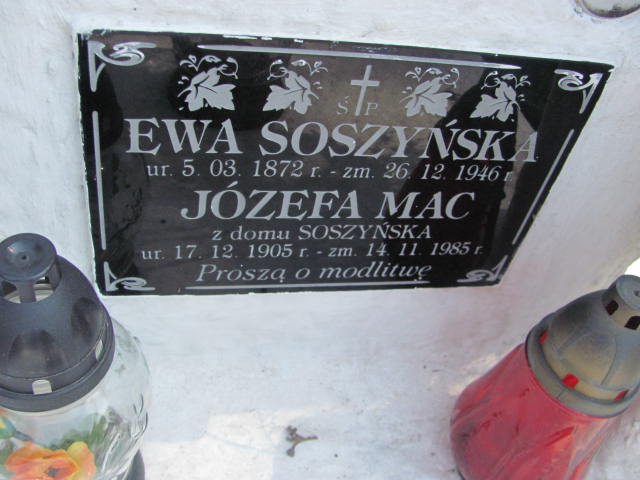 Ś P
EWA SOSZYŃSKA
ur. 5. 03. 1872 r. - zm. 26. 12. 1946 r.
JÓZEFA MAC
z domu SOSZYŃSKA
ur. 17. 12. 1905 r. - zm. 14. 11. 1985 r.
Proszą o modlitwę